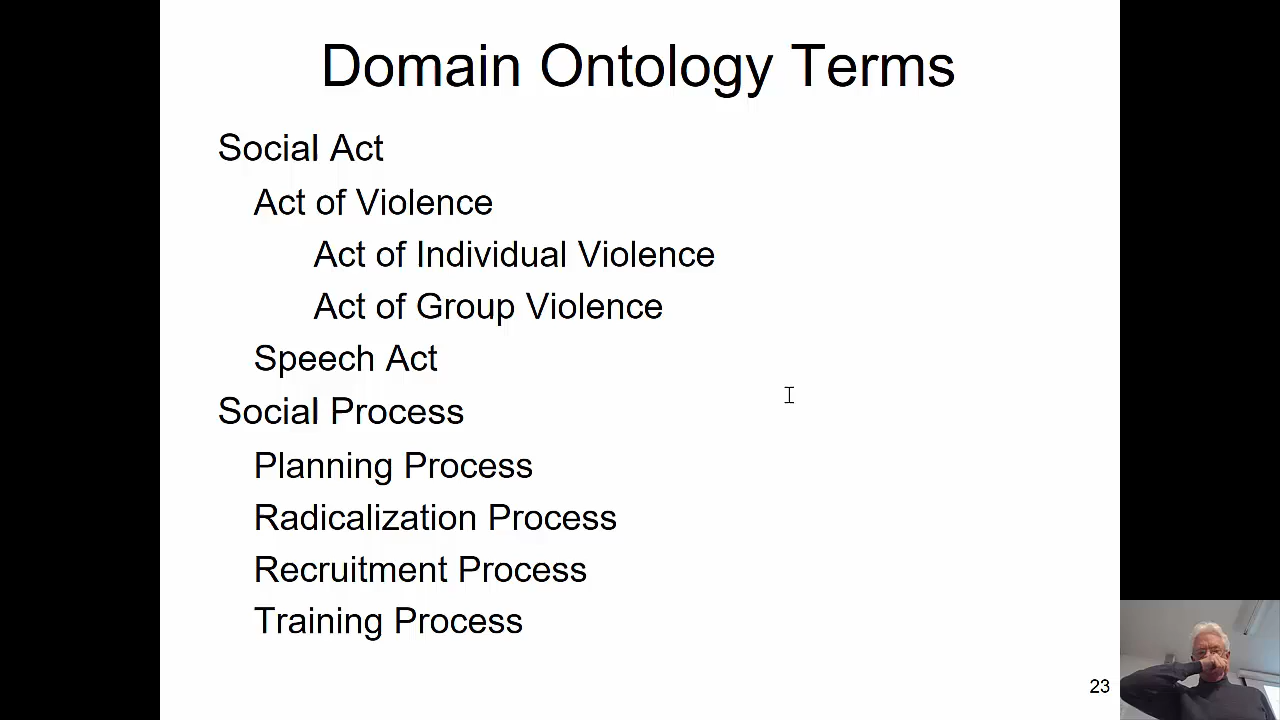 Domain Ontology Terms
Social Act
Act of Violence
Act of Individual Violence
Act of Group Violence
Speech Act
Social Process
Planning Process
Radicalization Process
Recruitment Process
Training Process
23